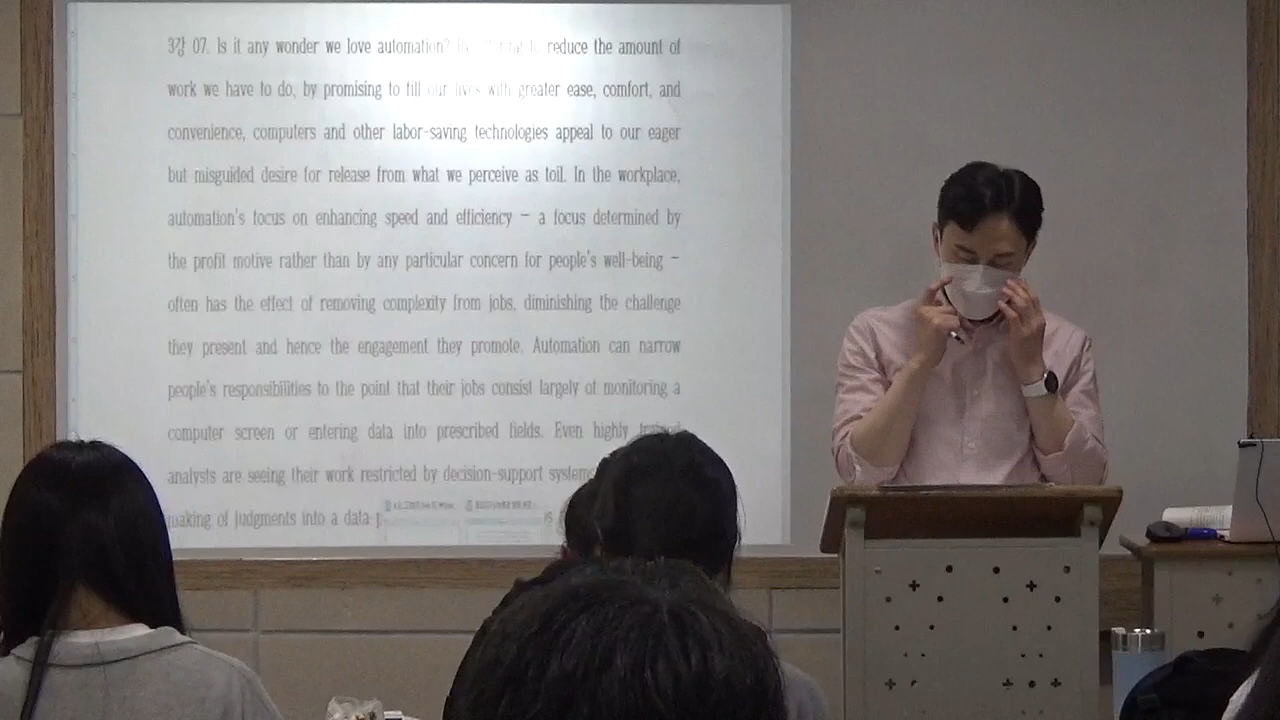 3강 07. Is it any wonder we love automation? reduce the amount of
work we have to do, by promising to fill our lives with greater ease, comfort, and
convenience, computers and other labor-saving technologies appeal to our eager
but misguided desire for release from what we perceive as toil. In the workplace,
automation's focus on enhancing speed and efficiency - a focus determined by
the profit motive rather than by any particular concern for people's well-being -
often has the effect of removing complexity from jobs, diminishing the challenge
they present and hence the engagement they promote. Automation can narrow
people's responsibilities to the point that their jobs consist largely of monitoring a
computer screen or entering data into prescribed fields. Even highly trained
analysts are seeing their work restricted by decision-support systems
making of judgments into a data